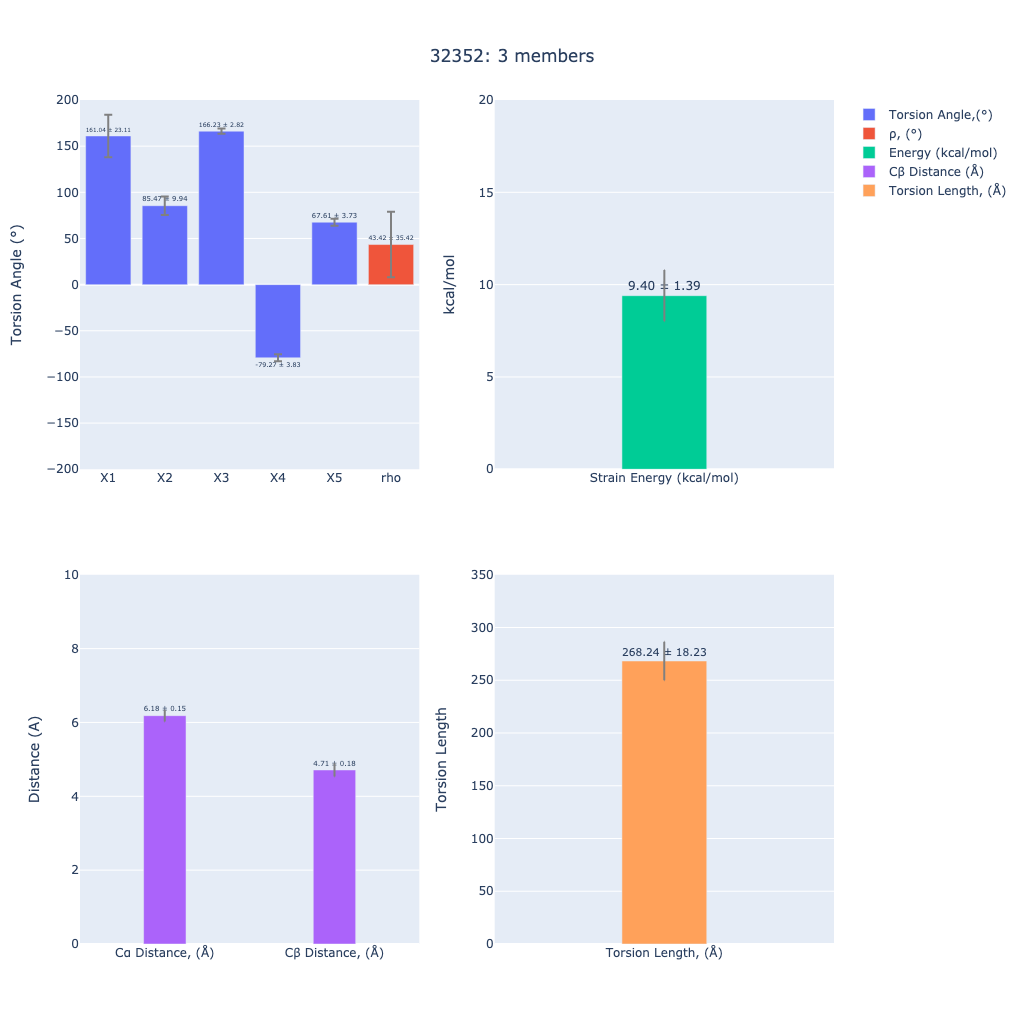 32352: 3 members
Torsion Angle (°)
200
150
100
50
0
−50
−100
−150
−200
161.04 ± 23.11
85.47 ± 9.94
166.23 ± 2.82
-79.27 ± 3.83
67.61 ± 3.73
43.42 ± 35.42
X1 X2 X3 X4 X5 rho
kcal/mol
20
15
10
5
0
9.40 ± 1.39
Strain Energy (kcal/mol)
Torsion Angle,(°)
ρ, (°)
Energy (kcal/mol)
Cβ Distance (Å)
Torsion Length, (Å)
Distance (A)
10
8
6
4
2
0
6.18 ± 0.15
4.71 ± 0.18
Cα Distance, (Å) Cβ Distance, (Å)
Torsion Length
350
300
250
200
150
100
50
0
268.24 ± 18.23
Torsion Length, (Å)